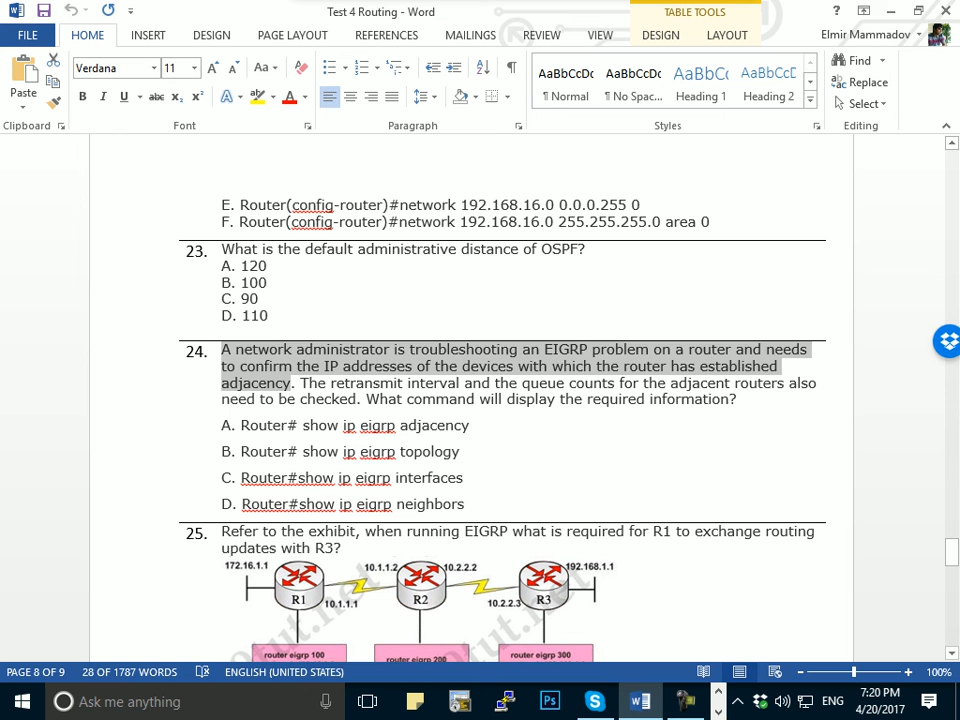 Test 4 Routing - Word
TABLE TOOLS
FILE HOME INSERT DESIGN PAGE LAYOUT REFERENCES MAILINGS REVIEW VIEW DESIGN LAYOUT Elmir Mammadov
Verdana 11
Paste
Find
Replace
Select
AaBbCcDc AaBbCcDc AaBbC AaBbCcD
¶ Normal ¶ No Spac... Heading 1 Heading 2
Clipboard Font Paragraph Styles Editing
E. Router(config-router)#network 192.168.16.0 0.0.0.255 0
F. Router(config-router)#network 192.168.16.0 255.255.255.0 area 0
23. What is the default administrative distance of OSPF?
A. 120
B. 100
C. 90
D. 110
24. A network administrator is troubleshooting an EIGRP problem on a router and needs
to confirm the IP addresses of the devices with which the router has established
adjacency. The retransmit interval and the queue counts for the adjacent routers also
need to be checked. What command will display the required information?
A. Router# show ip eigrp adjacency
B. Router# show ip eigrp topology
C. Router#show ip eigrp interfaces
D. Router#show ip eigrp neighbors
25. Refer to the exhibit, when running EIGRP what is required for R1 to exchange routing
updates with R3?
172.16.1.1 10.1.1.2 10.2.2.2 192.168.1.1
R1 R2 R3
10.1.1.1 10.2.2.3
router eigrp 100 router eigrp 200 router eigrp 300
PAGE 8 OF 9 28 OF 1787 WORDS ENGLISH (UNITED STATES) 100%
Ask me anything
ENG
7:20 PM
4/20/2017